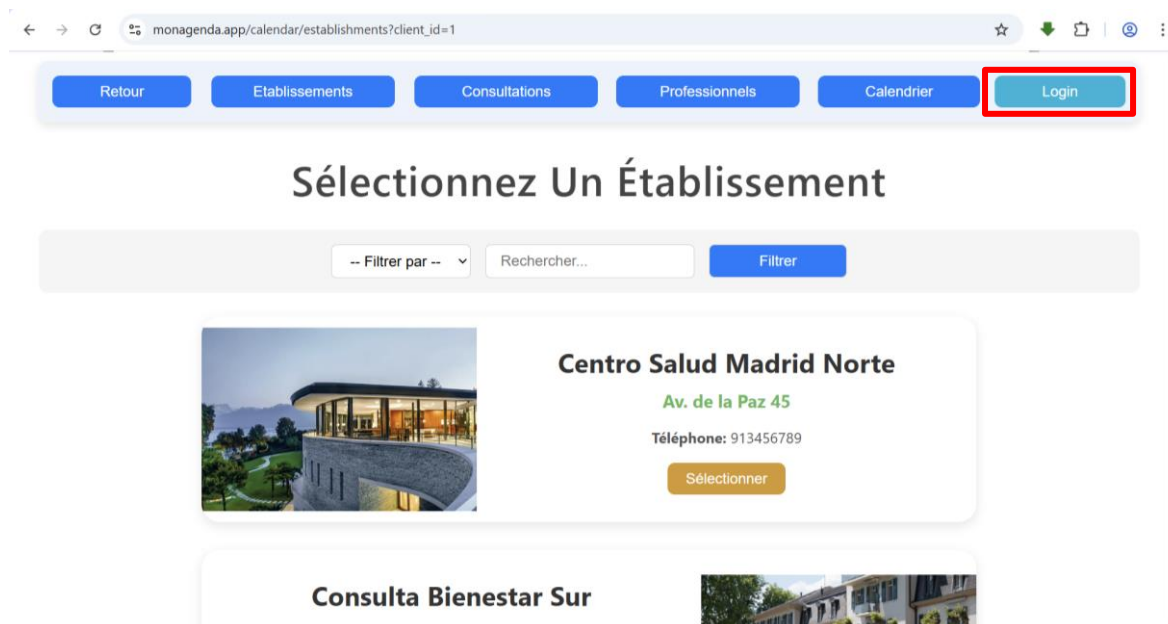 monagenda.app/calendar/establishments?client_id=1
Retour Etablissements Consultations Professionnels Calendrier Login
Sélectionnez Un Établissement
-- Filtrer par -- Rechercher... Filtrer
Centro Salud Madrid Norte
Av. de la Paz 45
Téléphone: 913456789
Sélectionner
Consulta Bienestar Sur